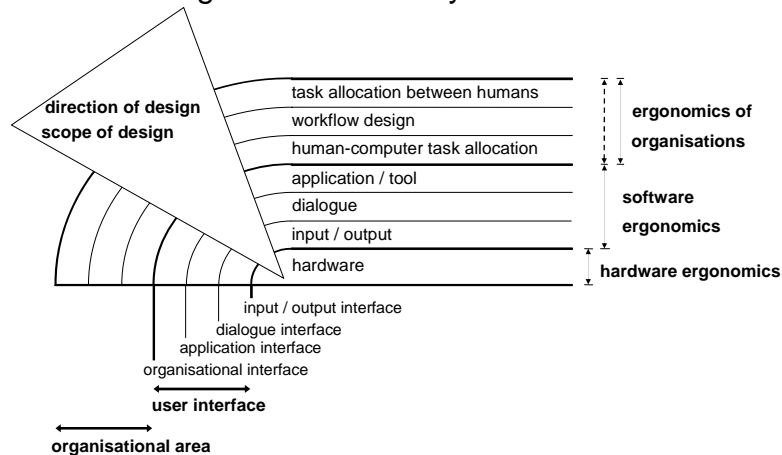 direction of design
scope of design
task allocation between humans
workflow design
human-computer task allocation
application / tool
dialogue
input / output
hardware
ergonomics of
organisations
software
ergonomics
hardware ergonomics
input / output interface
dialogue interface
application interface
organisational interface
user interface
organisational area